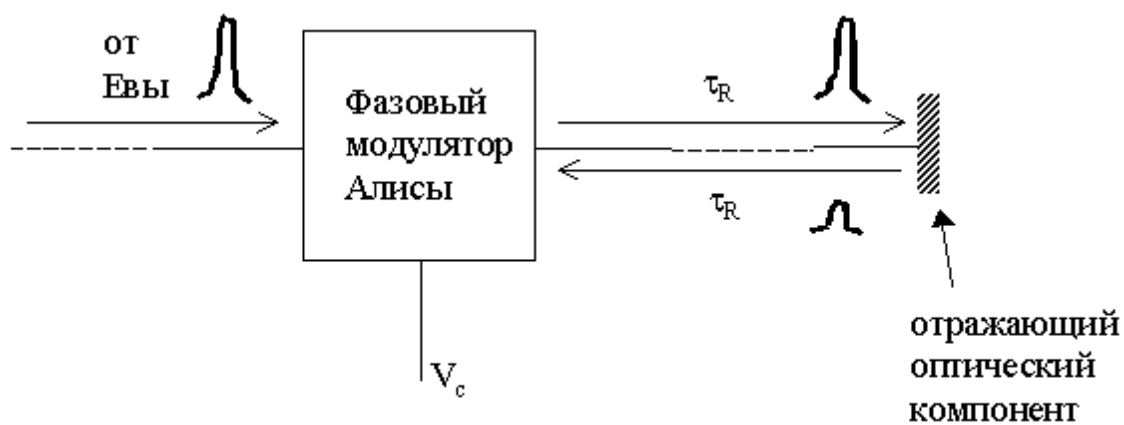 от
Евы
Фазовый
модулятор
Алисы
τR
τR
Vc
отражающий
оптический
компонент